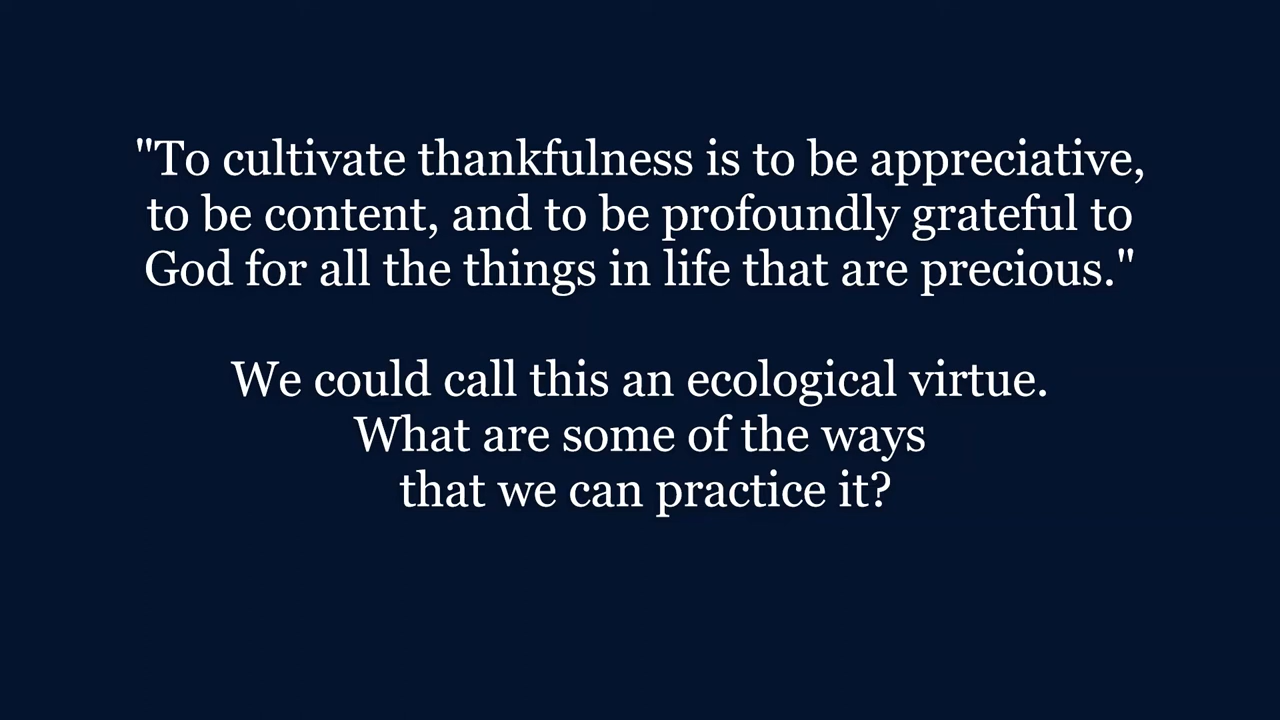 "To cultivate thankfulness is to be appreciative,
to be content, and to be profoundly grateful to
God for all the things in life that are precious."
We could call this an ecological virtue.
What are some of the ways
that we can practice it?